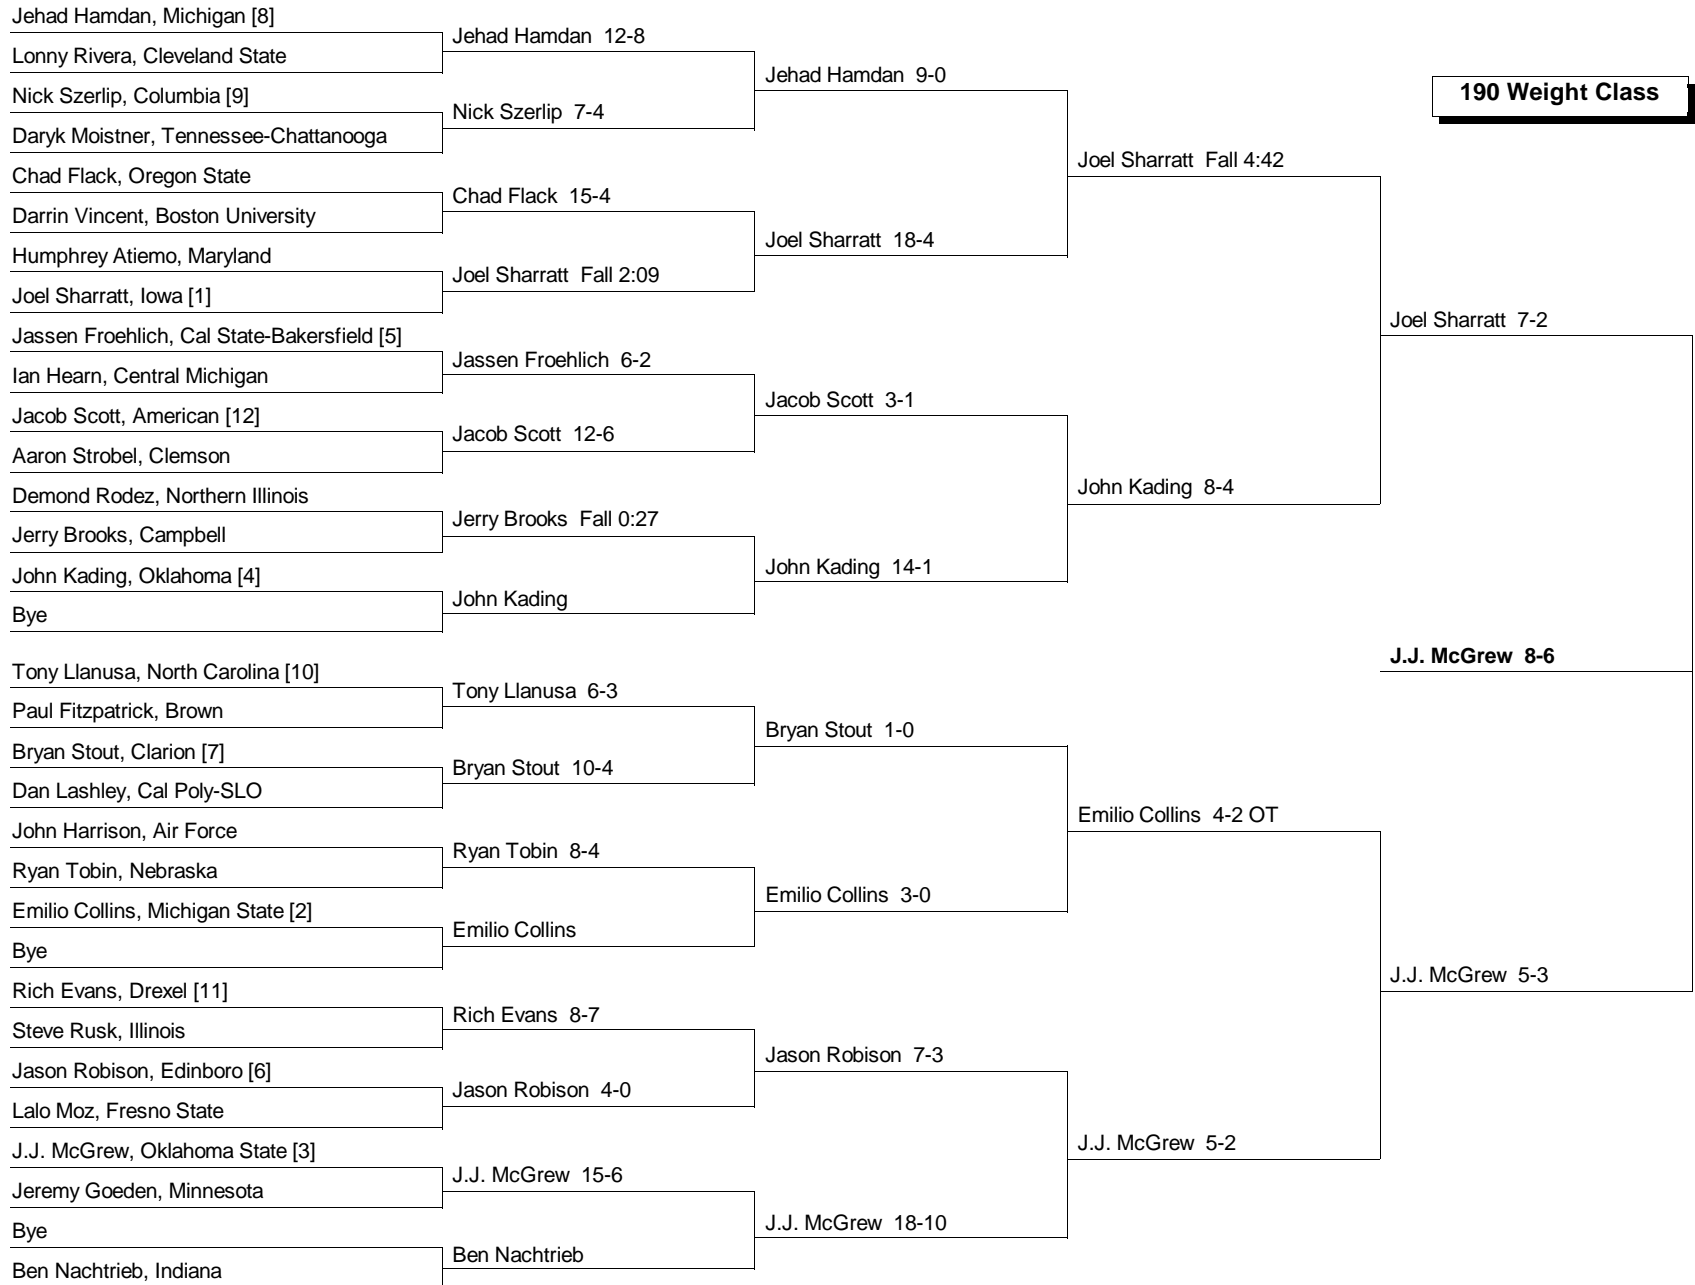 Jehad Hamdan, Michigan [8]
Lonny Rivera, Cleveland State
Nick Szerlip, Columbia [9]
Daryk Moistner, Tennessee-Chattanooga
Chad Flack, Oregon State
Darrin Vincent, Boston University
Humphrey Atiemo, Maryland
Joel Sharratt, Iowa [1]
Jassen Froehlich, Cal State-Bakersfield [5]
Ian Hearn, Central Michigan
Jacob Scott, American [12]
Aaron Strobel, Clemson
Demond Rodez, Northern Illinois
Jerry Brooks, Campbell
John Kading, Oklahoma [4]
Bye
Tony Llanusa, North Carolina [10]
Paul Fitzpatrick, Brown
Bryan Stout, Clarion [7]
Dan Lashley, Cal Poly-SLO
John Harrison, Air Force
Ryan Tobin, Nebraska
Emilio Collins, Michigan State [2]
Bye
Rich Evans, Drexel [11]
Steve Rusk, Illinois
Jason Robison, Edinboro [6]
Lalo Moz, Fresno State
J.J. McGrew, Oklahoma State [3]
Jeremy Goeden, Minnesota
Bye
Ben Nachtrieb, Indiana
Jehad Hamdan 12-8
Nick Szerlip 7-4
Chad Flack 15-4
Joel Sharratt Fall 2:09
Jassen Froehlich 6-2
Jacob Scott 12-6
Jerry Brooks Fall 0:27
John Kading
Tony Llanusa 6-3
Bryan Stout 10-4
Ryan Tobin 8-4
Emilio Collins
Rich Evans 8-7
Jason Robison 4-0
J.J. McGrew 15-6
Ben Nachtrieb
Jehad Hamdan 9-0
Joel Sharratt 18-4
Jacob Scott 3-1
John Kading 14-1
Bryan Stout 1-0
Emilio Collins 3-0
Jason Robison 7-3
J.J. McGrew 18-10
Joel Sharratt Fall 4:42
John Kading 8-4
Emilio Collins 4-2 OT
J.J. McGrew 5-2
190 Weight Class
Joel Sharratt 7-2
J.J. McGrew 8-6
J.J. McGrew 5-3